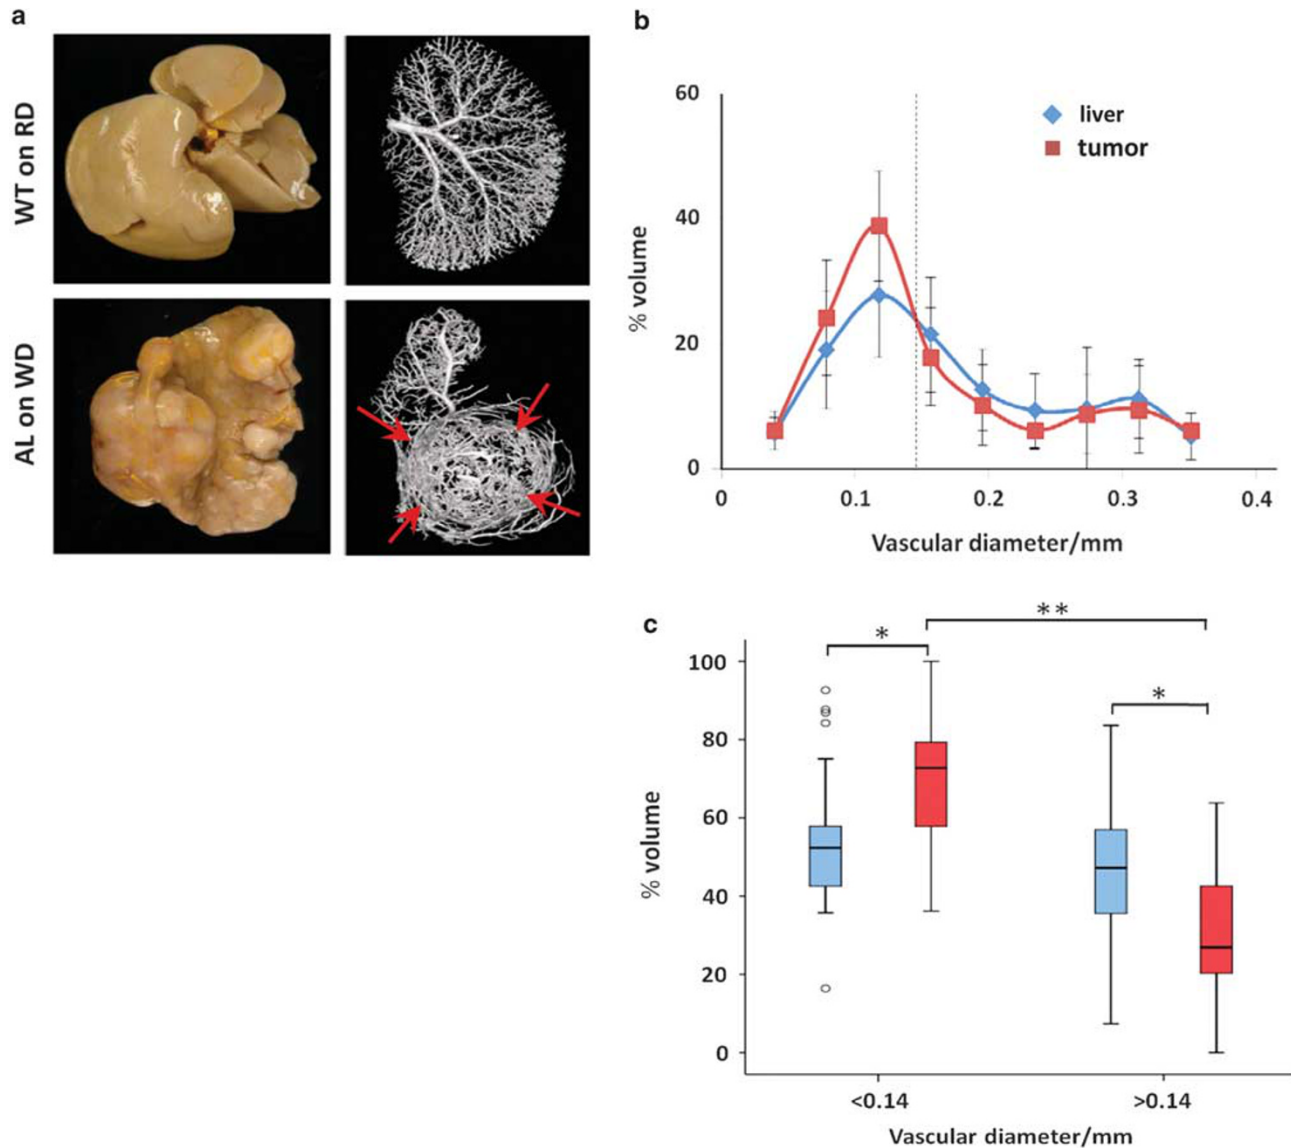 a
WT on RD
AL on WD
b
60
40
20
0
% volume
liver
tumor
0 0.1 0.2 0.3 0.4
Vascular diameter/mm
c
100
80
60
40
20
0
% volume
*
**
*
<0.14 >0.14
Vascular diameter/mm